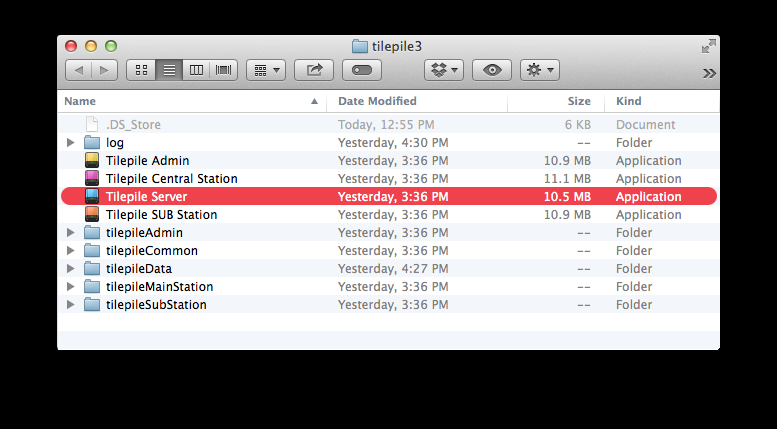 tilepile3
Name Date Modified Size Kind
.DS_Store Today, 12:55 PM 6 KB Document
log Yesterday, 4:30 PM -- Folder
Tilepile Admin Yesterday, 3:36 PM 10.9 MB Application
Tilepile Central Station Yesterday, 3:36 PM 11.1 MB Application
Tilepile Server Yesterday, 3:36 PM 10.5 MB Application
Tilepile SUB Station Yesterday, 3:36 PM 10.9 MB Application
tilepileAdmin Yesterday, 3:36 PM -- Folder
tilepileCommon Yesterday, 3:36 PM -- Folder
tilepileData Yesterday, 4:27 PM -- Folder
tilepileMainStation Yesterday, 3:36 PM -- Folder
tilepileSubStation Yesterday, 3:36 PM -- Folder